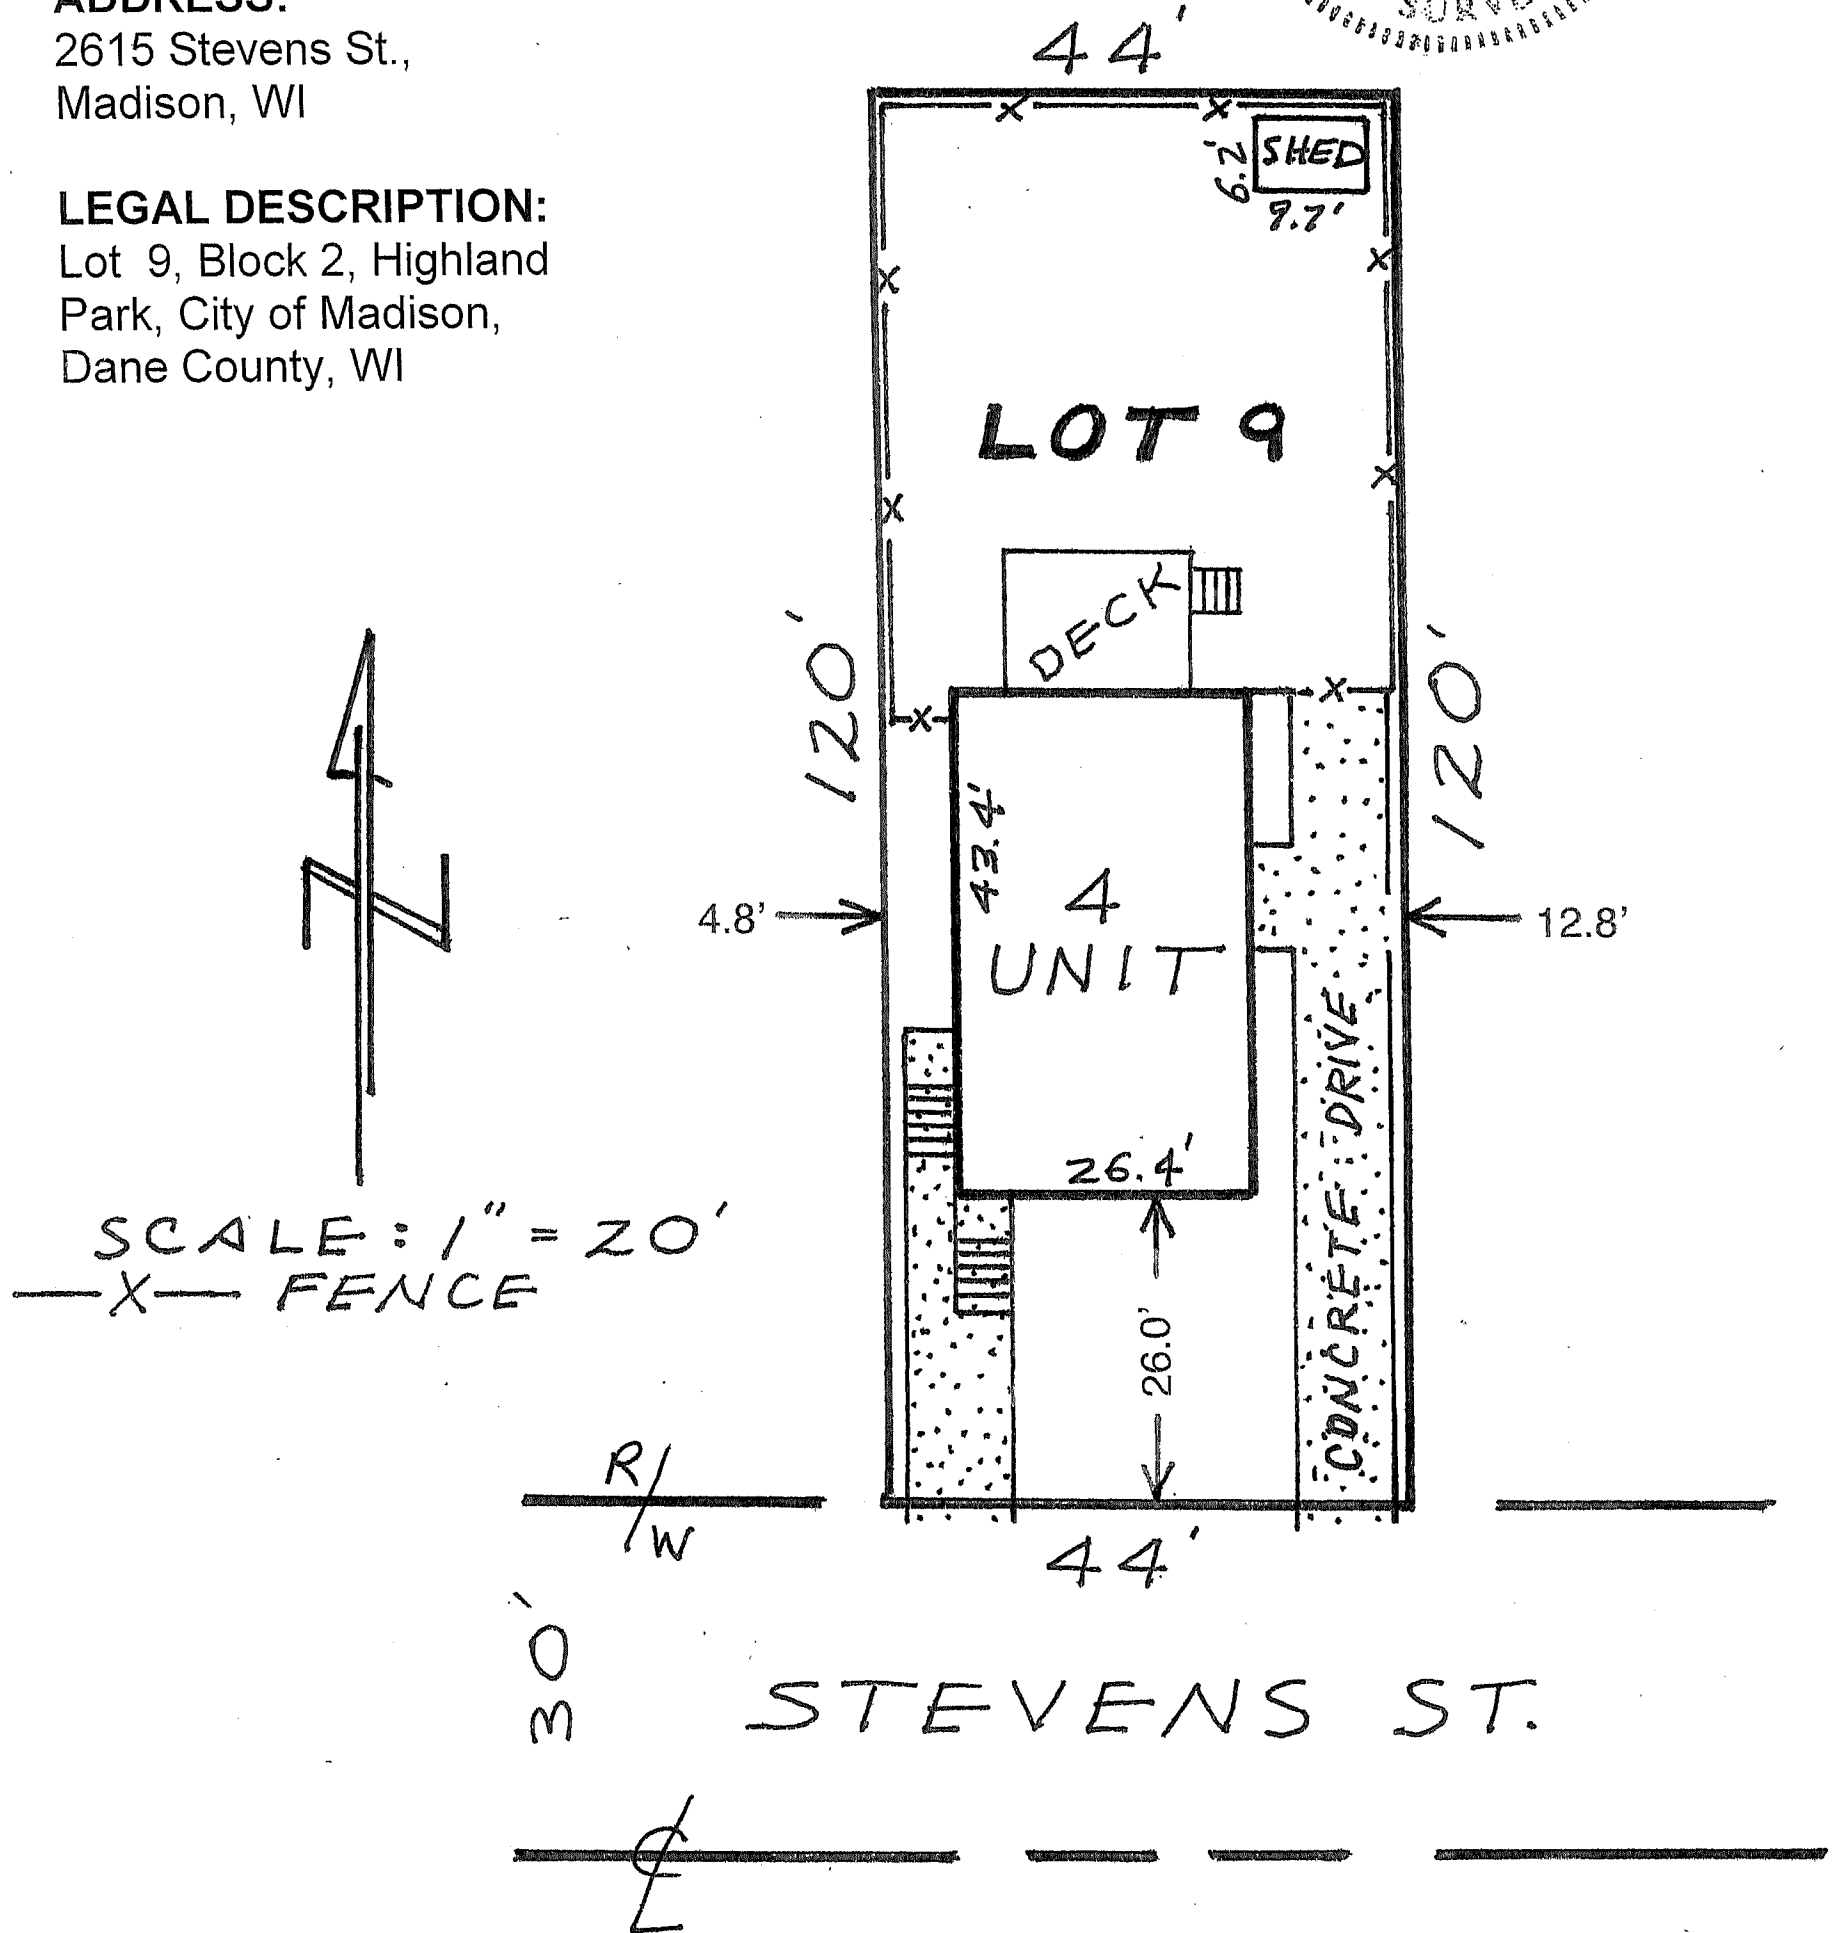 ADDRESS:
2615 Stevens St.,
Madison, WI
LEGAL DESCRIPTION:
Lot 9, Block 2, Highland
Park, City of Madison,
Dane County, WI
44'
SHED
6.2'
9.7'
LOT 9
DECK
120'
120'
43.4'
4
UNIT
4.8'
12.8'
26.4'
26.0'
CONCRETE DRIVE
N
SCALE: 1" = 20'
—X— FENCE
R/W
44'
30'
STEVENS ST.
℄